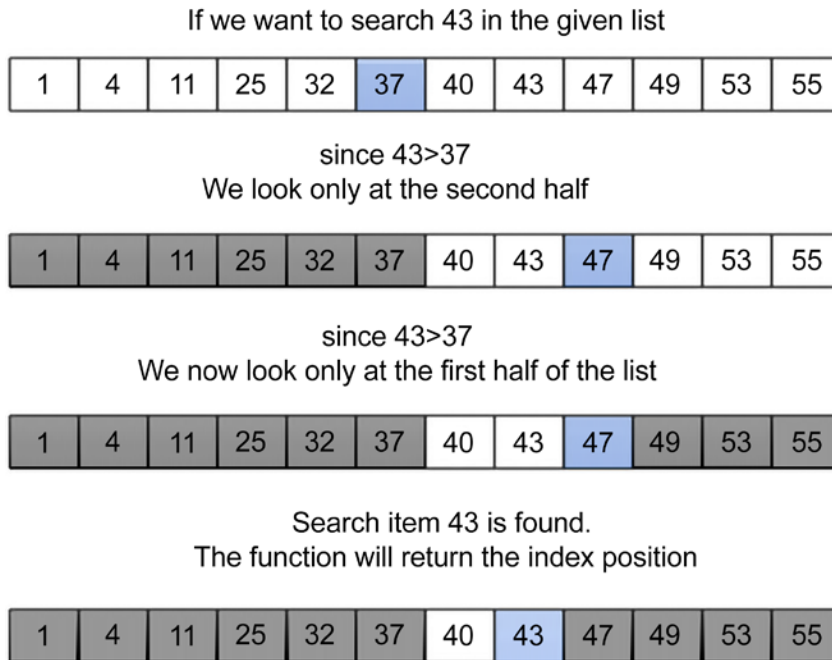 If we want to search 43 in the given list
1 4 11 25 32 37 40 43 47 49 53 55
since 43>37
We look only at the second half
1 4 11 25 32 37 40 43 47 49 53 55
since 43>37
We now look only at the first half of the list
1 4 11 25 32 37 40 43 47 49 53 55
Search item 43 is found.
The function will return the index position
1 4 11 25 32 37 40 43 47 49 53 55